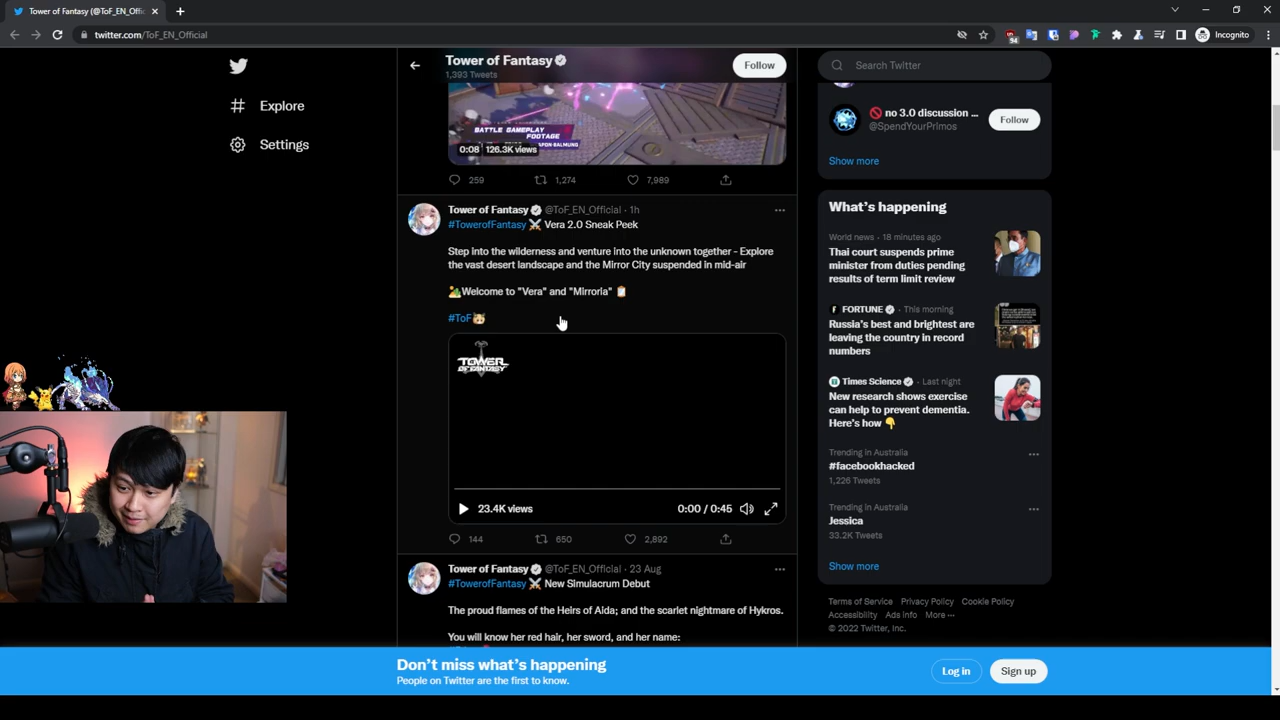 Tower of Fantasy (@ToF_EN_Offic
twitter.com/ToF_EN_Official
94
Incognito
Explore
Settings
Tower of Fantasy
1,393 Tweets
Follow
BATTLE GAMEPLAY
FOOTAGE
0:08 126.3K views
259 1,274 7,989
Tower of Fantasy @ToF_EN_Official · 1h
#TowerofFantasy ⚔️ Vera 2.0 Sneak Peek
Step into the wilderness and venture into the unknown together - Explore
the vast desert landscape and the Mirror City suspended in mid-air
🏕️Welcome to "Vera" and "Mirroria" 📋
#ToF
TOWER
OF FANTASY
23.4K views 0:00 / 0:45
144 650 2,892
Tower of Fantasy @ToF_EN_Official · 23 Aug
#TowerofFantasy ⚔️ New Simulacrum Debut
The proud flames of the Heirs of Aida; and the scarlet nightmare of Hykros.
You will know her red hair, her sword, and her name:
Search Twitter
🚫 no 3.0 discussion ...
@SpendYourPrimos
Follow
Show more
What's happening
World news · 18 minutes ago
Thai court suspends prime
minister from duties pending
results of term limit review
FORTUNE · This morning
Russia's best and brightest are
leaving the country in record
numbers
Times Science · Last night
New research shows exercise
can help to prevent dementia.
Here's how 👇
Trending in Australia
#facebookhacked
1,226 Tweets
Trending in Australia
Jessica
33.2K Tweets
Show more
Terms of Service Privacy Policy Cookie Policy
Accessibility Ads info More ···
© 2022 Twitter, Inc.
Don't miss what's happening
People on Twitter are the first to know.
Log in
Sign up